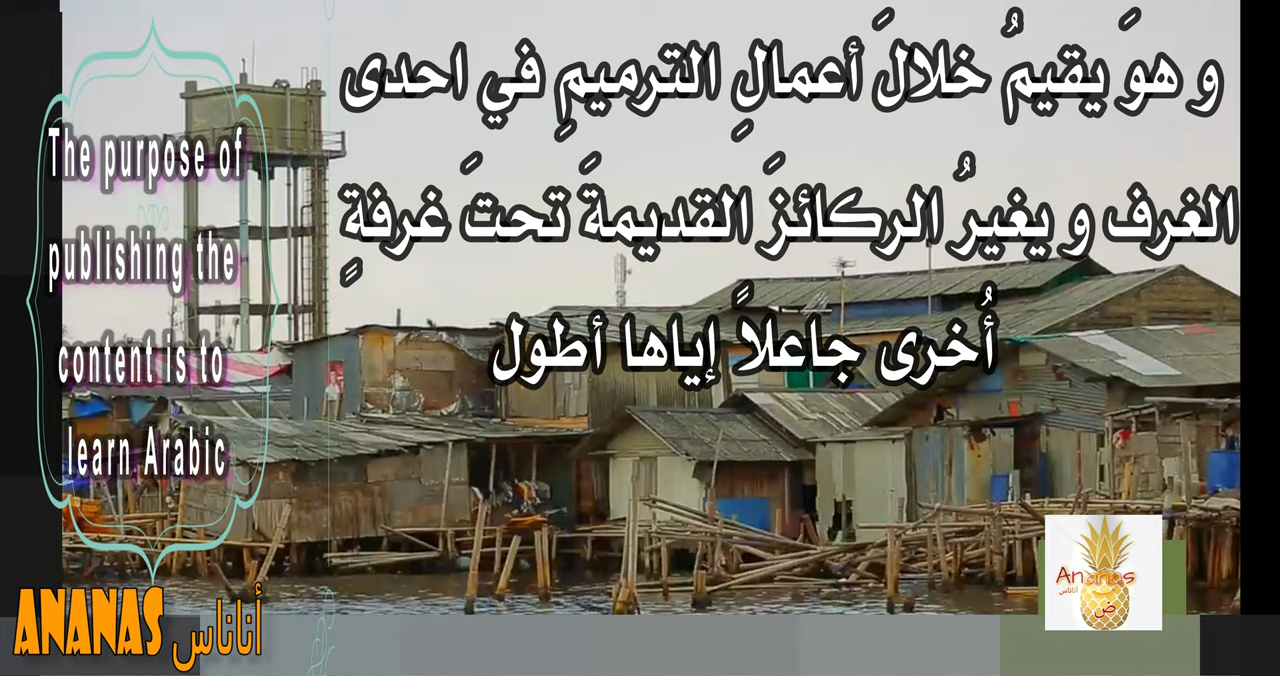 و هوَ يقيمُ خلالَ أعمالِ الترميمِ في احدى
الغرف و يغيرُ الركائزَ القديمةَ تحتَ غرفةٍ
أُخرى جاعلاً إياها أطول
The purpose of
publishing the
content is to
learn Arabic
ANANAS أناناس
Ananas
أناناس
ض